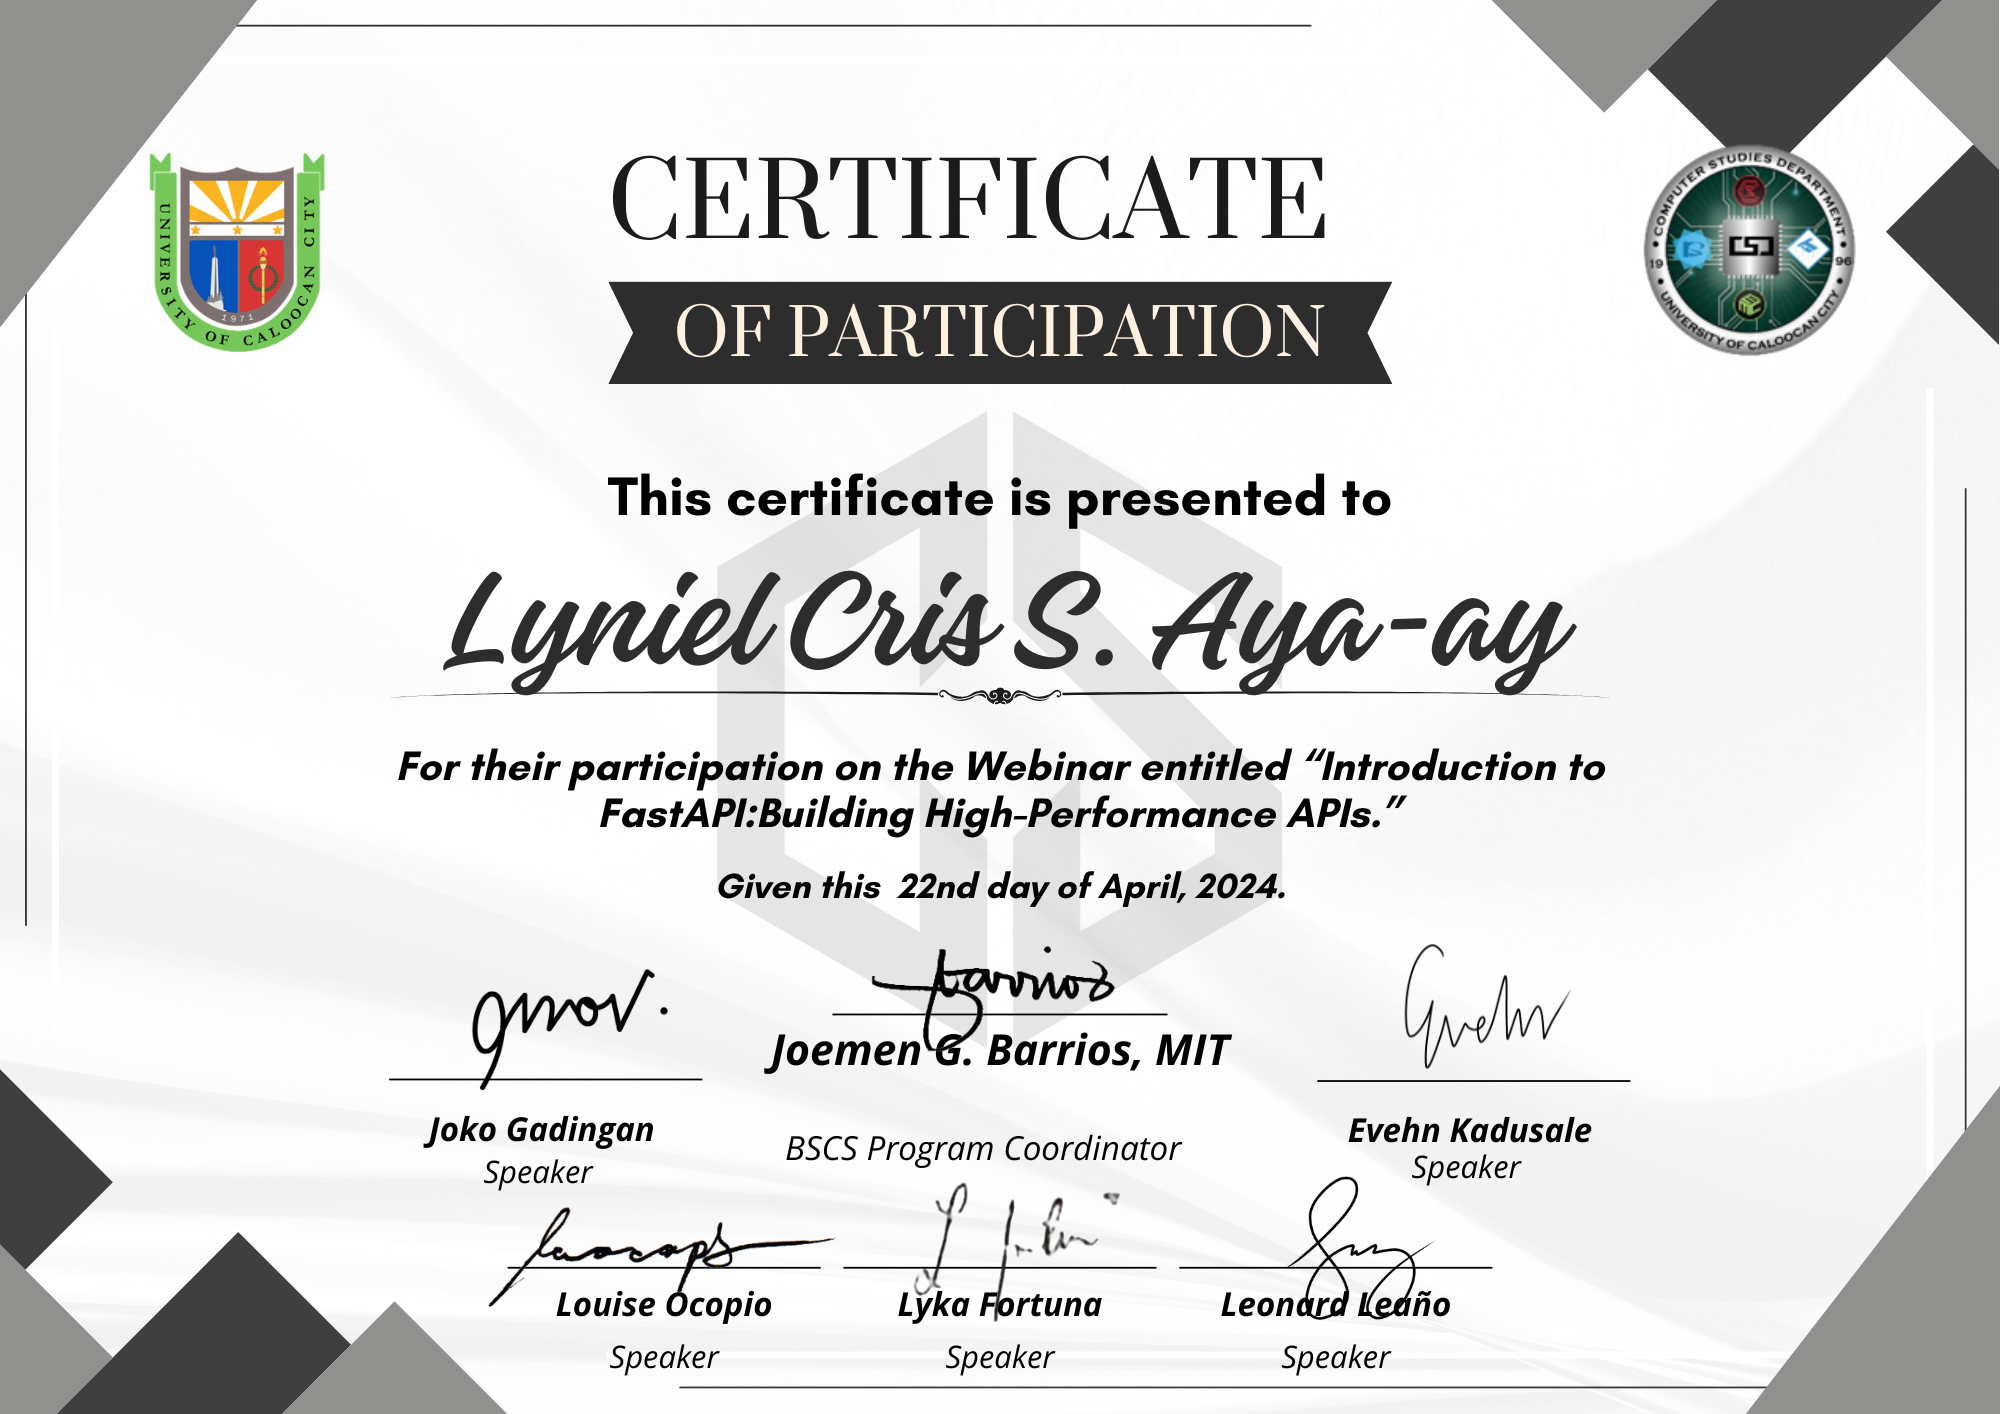 UNIVERSITY OF CALOOCAN CITY
1971
COMPUTER STUDIES DEPARTMENT
19 96
CSD
UNIVERSITY OF CALOOCAN CITY
CERTIFICATE
OF PARTICIPATION
This certificate is presented to
Lyniel Cris S. Aya-ay
For their participation on the Webinar entitled “Introduction to
FastAPI:Building High-Performance APIs.”
Given this 22nd day of April, 2024.
Joemen G. Barrios, MIT
BSCS Program Coordinator
Joko Gadingan
Speaker
Evehn Kadusale
Speaker
Louise Ocopio
Speaker
Lyka Fortuna
Speaker
Leonard Leaño
Speaker